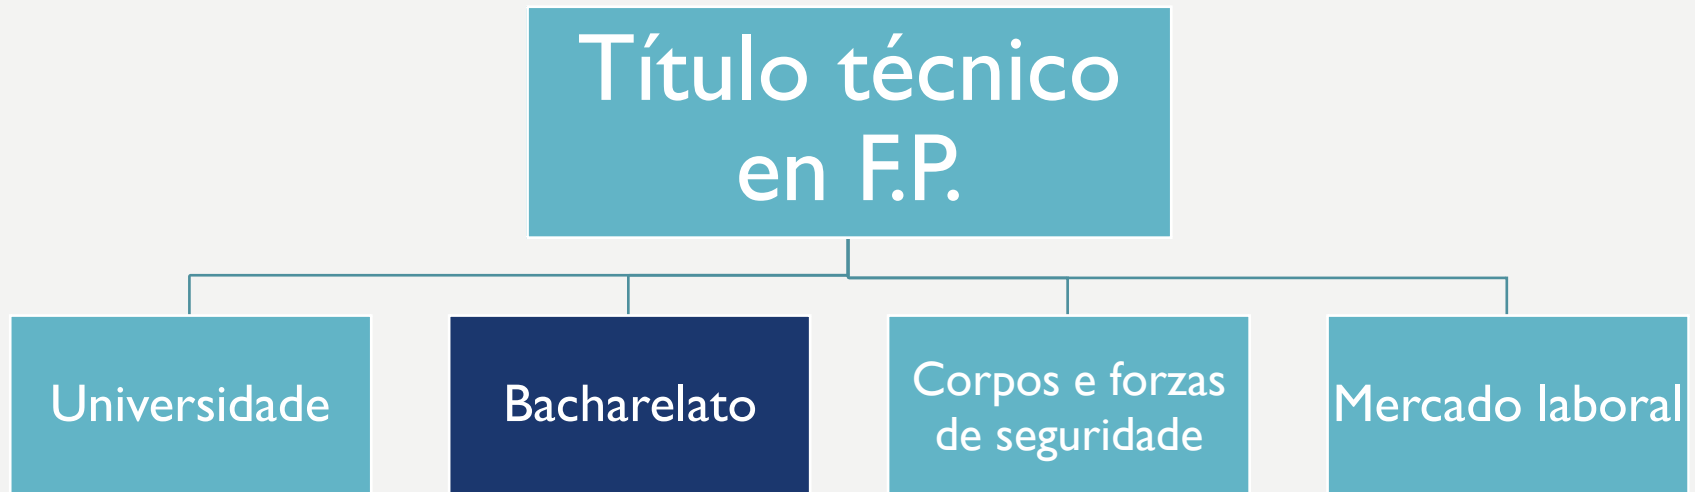 Título técnico
en F.P.
Universidade
Bacharelato
Corpos e forzas
de seguridade
Mercado laboral